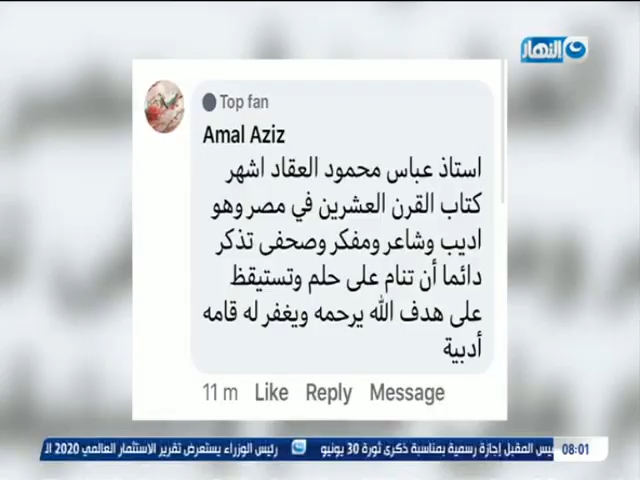 النهار
Top fan
Amal Aziz
استاذ عباس محمود العقاد اشهر
كتاب القرن العشرين في مصر وهو
اديب وشاعر ومفكر وصحفى تذكر
دائما أن تنام على حلم وتستيقظ
على هدف الله يرحمه ويغفر له قامه
أدبية
11 m Like Reply Message
08:01 يس المقبل إجازة رسمية بمناسبة ذكرى ثورة 30 يونيو رئيس الوزراء يستعرض تقرير الاستثمار العالمي 2020 الـ